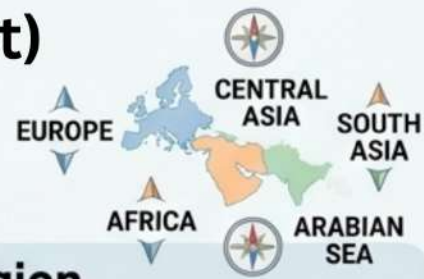 t)
CENTRAL
ASIA
EUROPE
SOUTH
ASIA
AFRICA
ARABIAN
SEA